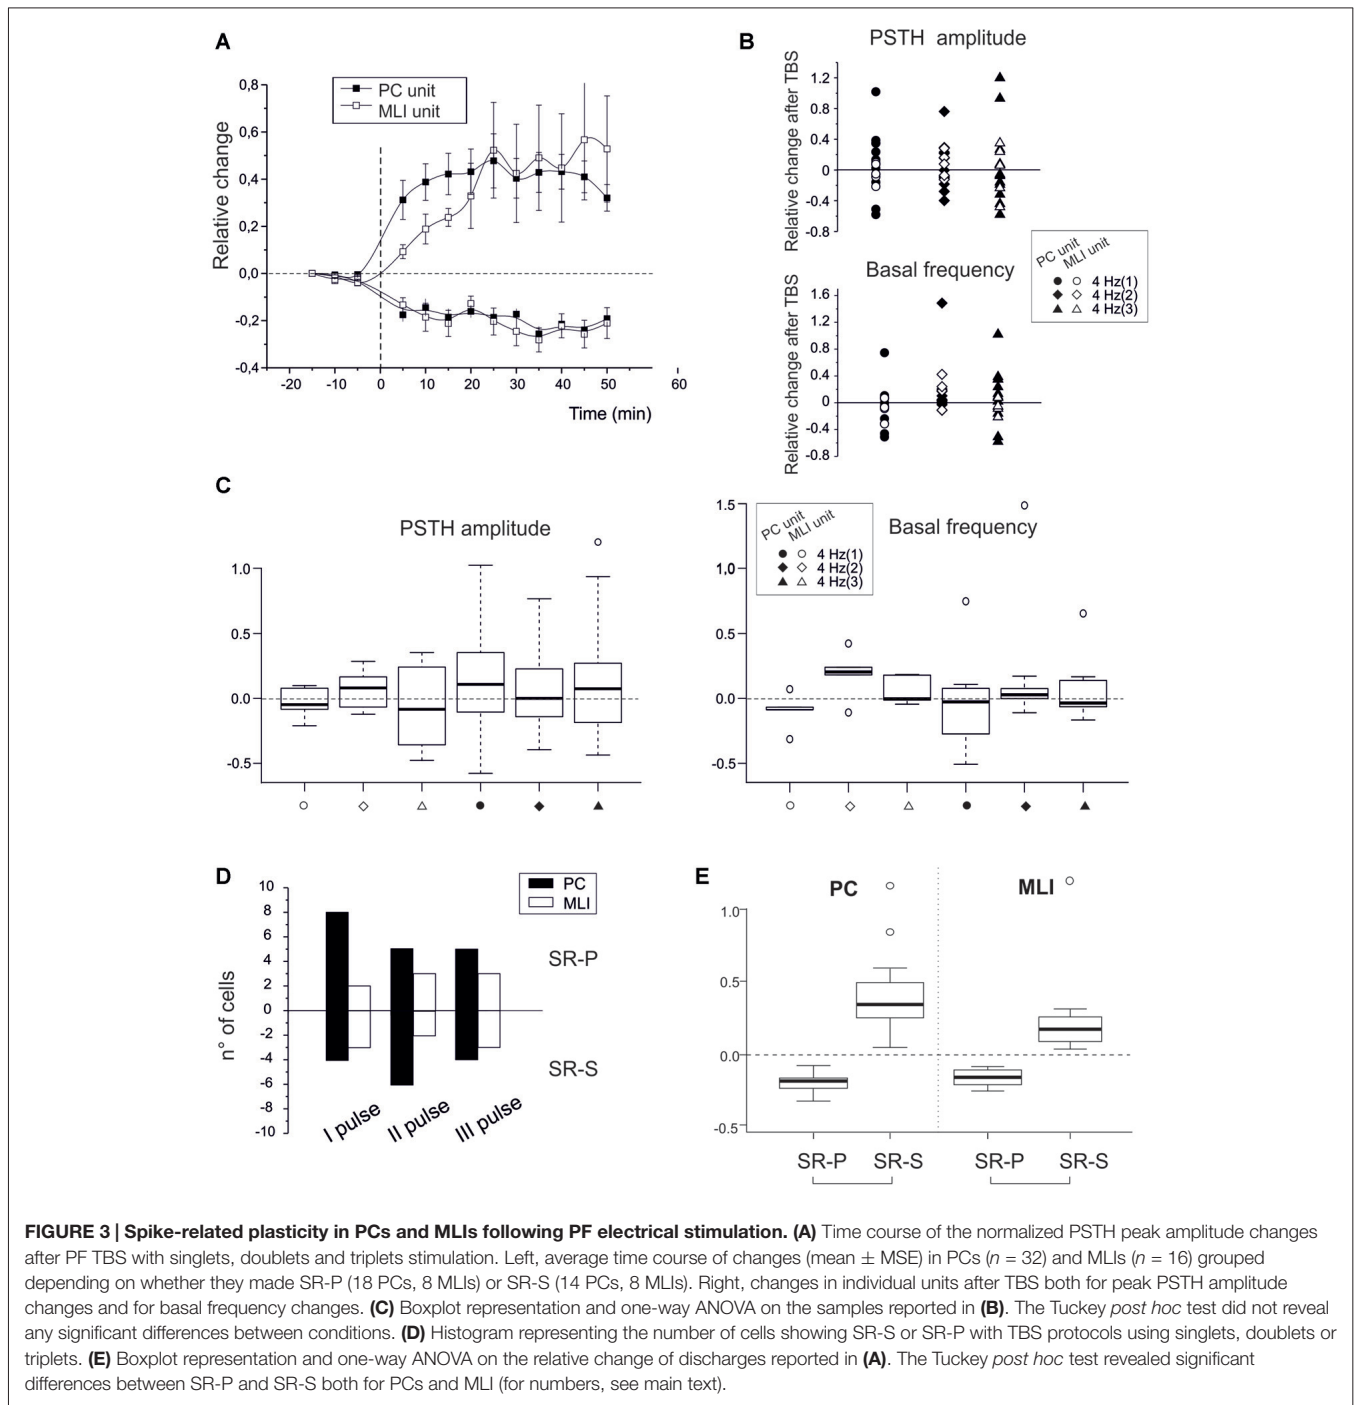 A
PC unit
MLI unit
Relative change
0,8
0,6
0,4
0,2
0,0
-0,2
-0,4
-20
-10
0
10
20
30
40
50
60
Time (min)
B
PSTH amplitude
Relative change after TBS
1.2
0.8
0.4
0
-0.4
-0.8
PC unit
MLI unit
4 Hz(1)
4 Hz(2)
4 Hz(3)
Basal frequency
Relative change after TBS
1.6
1.2
0.8
0.4
0
-0.4
-0.8
C
PSTH amplitude
1.0
0.5
0.0
-0.5
Basal frequency
PC unit
MLI unit
4 Hz(1)
4 Hz(2)
4 Hz(3)
1.5
1,0
0.5
0.0
-0.5
D
PC
MLI
n° of cells
10
8
6
4
2
0
-2
-4
-6
-8
-10
SR-P
SR-S
I pulse
II pulse
III pulse
E
PC
MLI
1.0
0.5
0.0
-0.5
SR-P
SR-S
SR-P
SR-S
FIGURE 3 | Spike-related plasticity in PCs and MLIs following PF electrical stimulation. (A) Time course of the normalized PSTH peak amplitude changes
after PF TBS with singlets, doublets and triplets stimulation. Left, average time course of changes (mean ± MSE) in PCs (n = 32) and MLIs (n = 16) grouped
depending on whether they made SR-P (18 PCs, 8 MLIs) or SR-S (14 PCs, 8 MLIs). Right, changes in individual units after TBS both for peak PSTH amplitude
changes and for basal frequency changes. (C) Boxplot representation and one-way ANOVA on the samples reported in (B). The Tuckey post hoc test did not reveal
any significant differences between conditions. (D) Histogram representing the number of cells showing SR-S or SR-P with TBS protocols using singlets, doublets or
triplets. (E) Boxplot representation and one-way ANOVA on the relative change of discharges reported in (A). The Tuckey post hoc test revealed significant
differences between SR-P and SR-S both for PCs and MLI (for numbers, see main text).